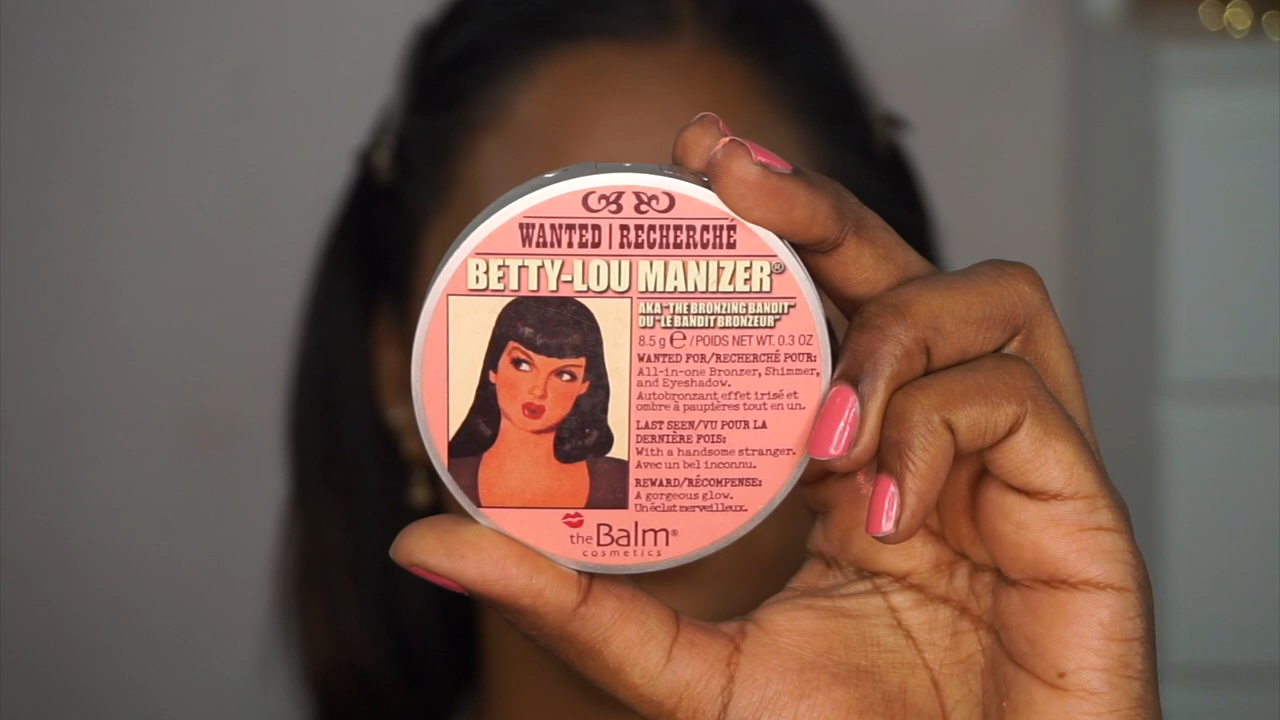 WANTED | RECHERCHÉ
BETTY-LOU MANIZER®
AKA "THE BRONZING BANDIT"
OU "LE BANDIT BRONZEUR"
8.5 g ℮ / POIDS NET WT. 0.3 OZ
WANTED FOR/RECHERCHÉ POUR:
All-in-one Bronzer, Shimmer,
and Eyeshadow.
Autobronzant effet irisé et
ombre à paupières tout en un.
LAST SEEN/VU POUR LA
DERNIÈRE FOIS:
With a handsome stranger.
Avec un bel inconnu.
REWARD/RÉCOMPENSE:
A gorgeous glow.
Un éclat merveilleux.
the Balm®
cosmetics